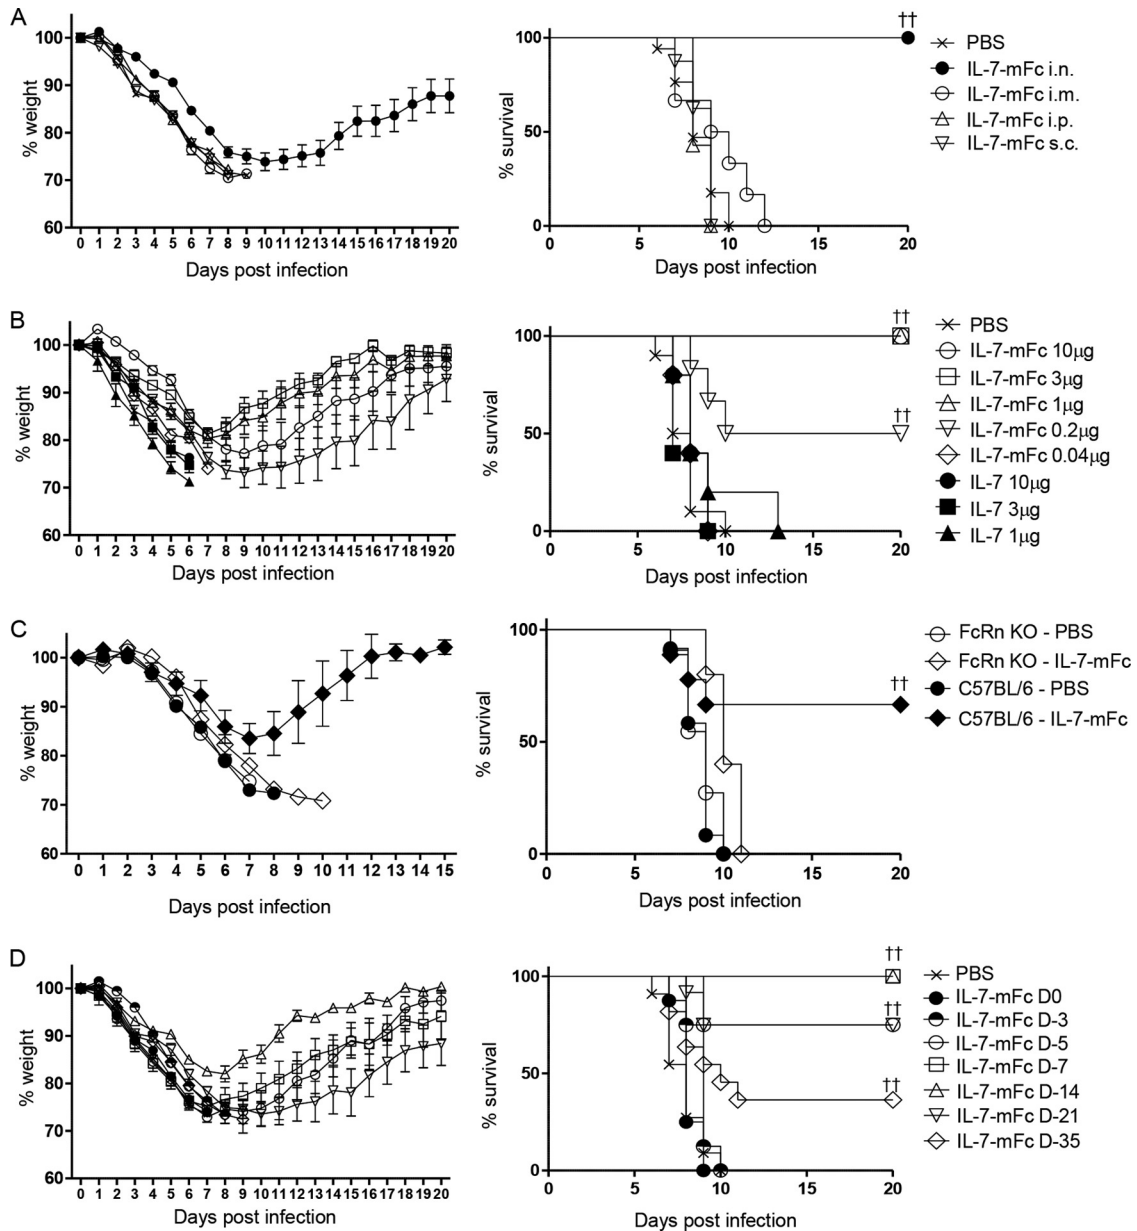 A
100
90
80
70
60
% weight
0 1 2 3 4 5 6 7 8 9 10 11 12 13 14 15 16 17 18 19 20
Days post infection
††
100
50
0
% survival
0 5 10 15 20
Days post infection
PBS
IL-7-mFc i.n.
IL-7-mFc i.m.
IL-7-mFc i.p.
IL-7-mFc s.c.
B
100
90
80
70
60
% weight
0 1 2 3 4 5 6 7 8 9 10 11 12 13 14 15 16 17 18 19 20
Days post infection
††
††
100
50
0
% survival
0 5 10 15 20
Days post infection
PBS
IL-7-mFc 10µg
IL-7-mFc 3µg
IL-7-mFc 1µg
IL-7-mFc 0.2µg
IL-7-mFc 0.04µg
IL-7 10µg
IL-7 3µg
IL-7 1µg
C
100
90
80
70
60
% weight
0 1 2 3 4 5 6 7 8 9 10 11 12 13 14 15
Days post infection
††
100
50
0
% survival
0 5 10 15 20
Days post infection
FcRn KO - PBS
FcRn KO - IL-7-mFc
C57BL/6 - PBS
C57BL/6 - IL-7-mFc
D
100
90
80
70
60
% weight
0 1 2 3 4 5 6 7 8 9 10 11 12 13 14 15 16 17 18 19 20
Days post infection
††
††
††
100
50
0
% survival
0 5 10 15 20
Days post infection
PBS
IL-7-mFc D0
IL-7-mFc D-3
IL-7-mFc D-5
IL-7-mFc D-7
IL-7-mFc D-14
IL-7-mFc D-21
IL-7-mFc D-35